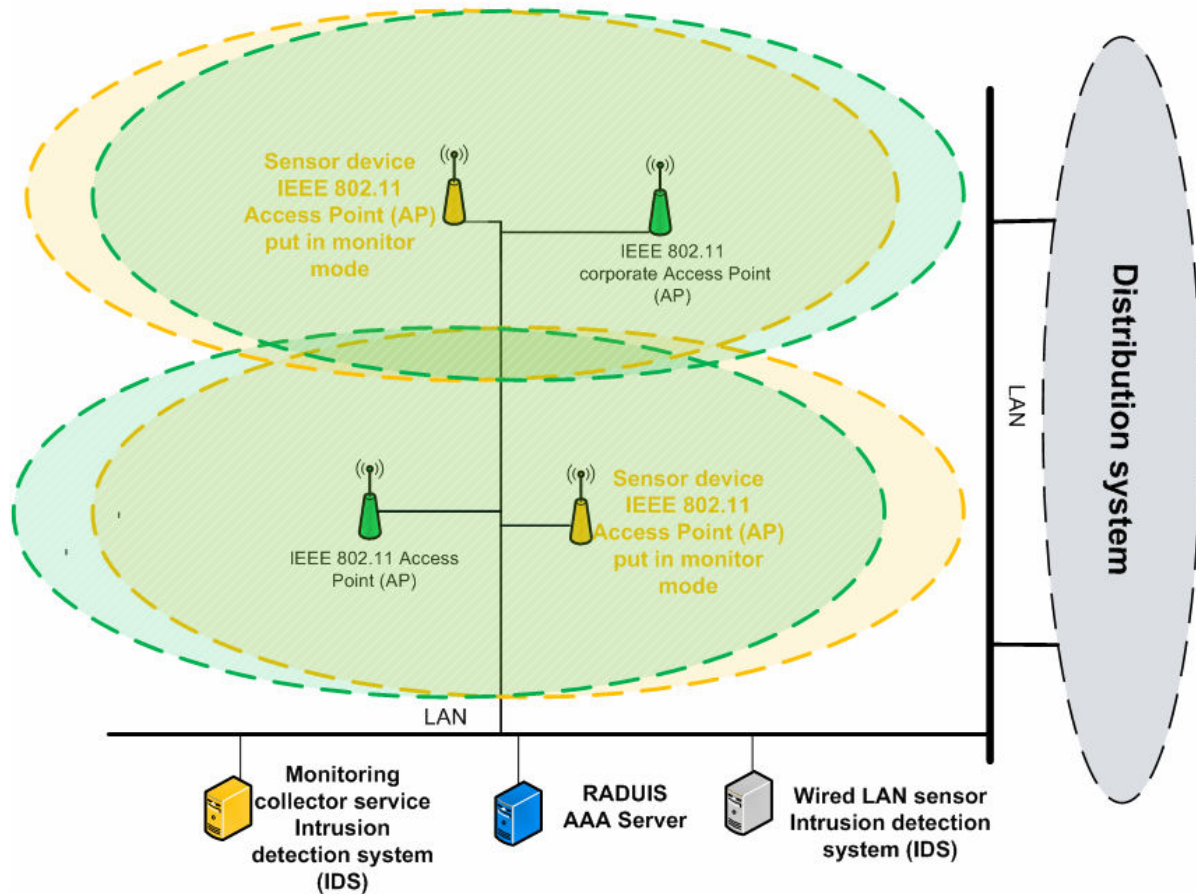 Sensor device
IEEE 802.11
Access Point (AP)
put in monitor
mode
IEEE 802.11
corporate Access Point
(AP)
Sensor device
IEEE 802.11
Access Point (AP)
put in monitor
mode
IEEE 802.11 Access
Point (AP)
LAN
LAN
Distribution system
Monitoring
collector service
Intrusion
detection system
(IDS)
RADUIS
AAA Server
Wired LAN sensor
Intrusion detection
system (IDS)